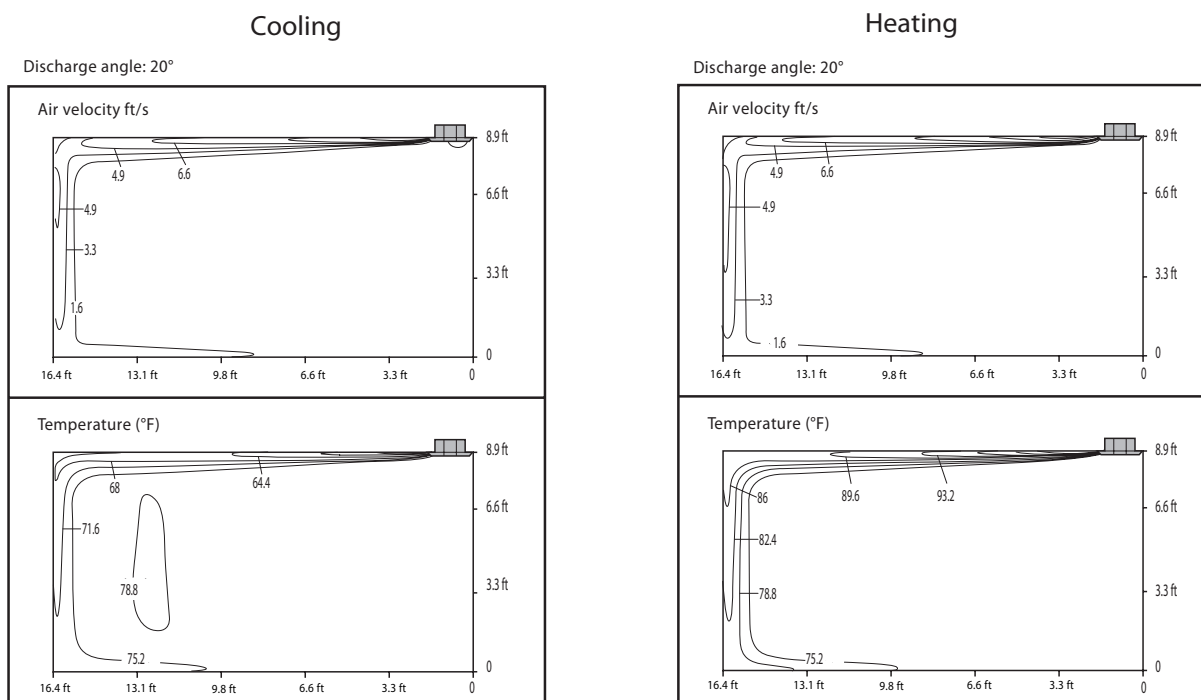 Cooling
Discharge angle: 20°
Air velocity ft/s
8.9 ft
4.9
6.6
6.6 ft
4.9
3.3
3.3 ft
1.6
0
16.4 ft 13.1 ft 9.8 ft 6.6 ft 3.3 ft 0
Temperature (°F)
8.9 ft
68
64.4
6.6 ft
71.6
78.8
3.3 ft
75.2
0
16.4 ft 13.1 ft 9.8 ft 6.6 ft 3.3 ft 0
Heating
Discharge angle: 20°
Air velocity ft/s
8.9 ft
4.9
6.6
6.6 ft
4.9
3.3 ft
3.3
1.6
0
16.4 ft 13.1 ft 9.8 ft 6.6 ft 3.3 ft 0
Temperature (°F)
8.9 ft
86
89.6
93.2
6.6 ft
82.4
3.3 ft
78.8
75.2
0
16.4 ft 13.1 ft 9.8 ft 6.6 ft 3.3 ft 0